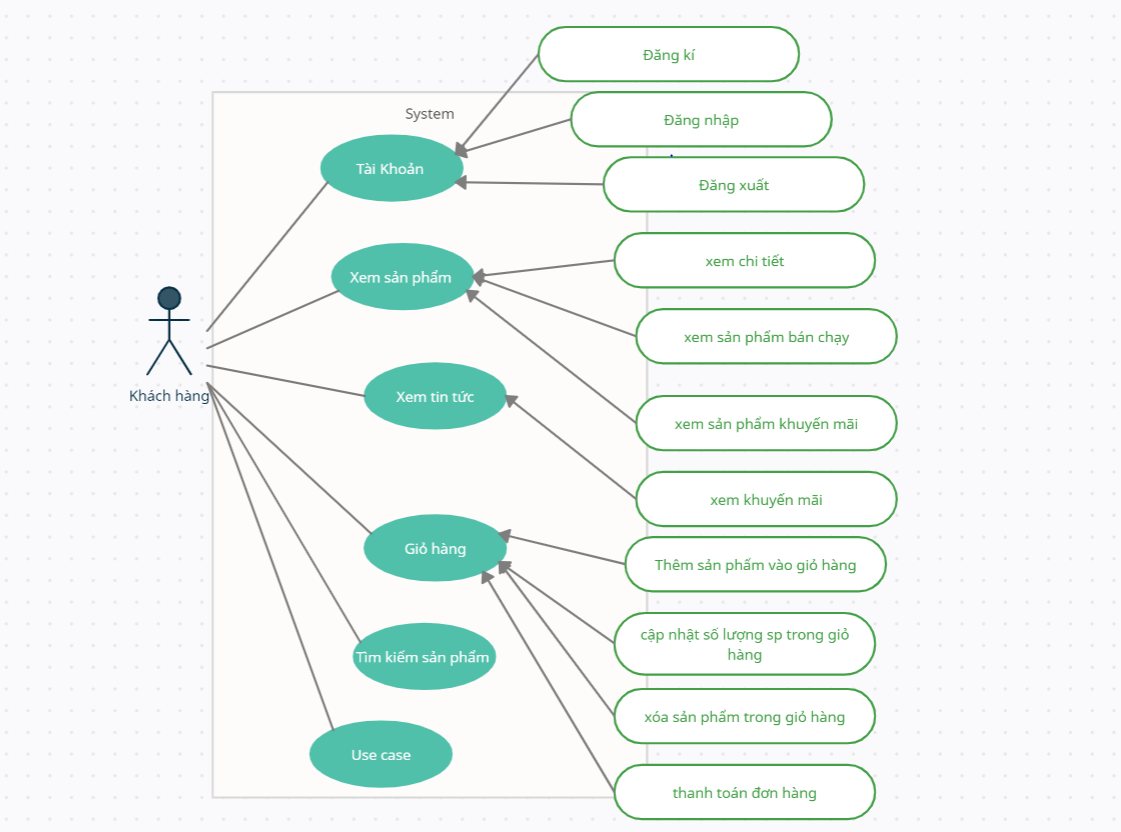 Đăng kí
System
Đăng nhập
Tài Khoản
Đăng xuất
xem chi tiết
Xem sản phẩm
xem sản phẩm bán chạy
Khách hàng
Xem tin tức
xem sản phẩm khuyến mãi
xem khuyến mãi
Giỏ hàng
Thêm sản phẩm vào giỏ hàng
cập nhật số lượng sp trong giỏ
hàng
Tìm kiếm sản phẩm
xóa sản phẩm trong giỏ hàng
Use case
thanh toán đơn hàng